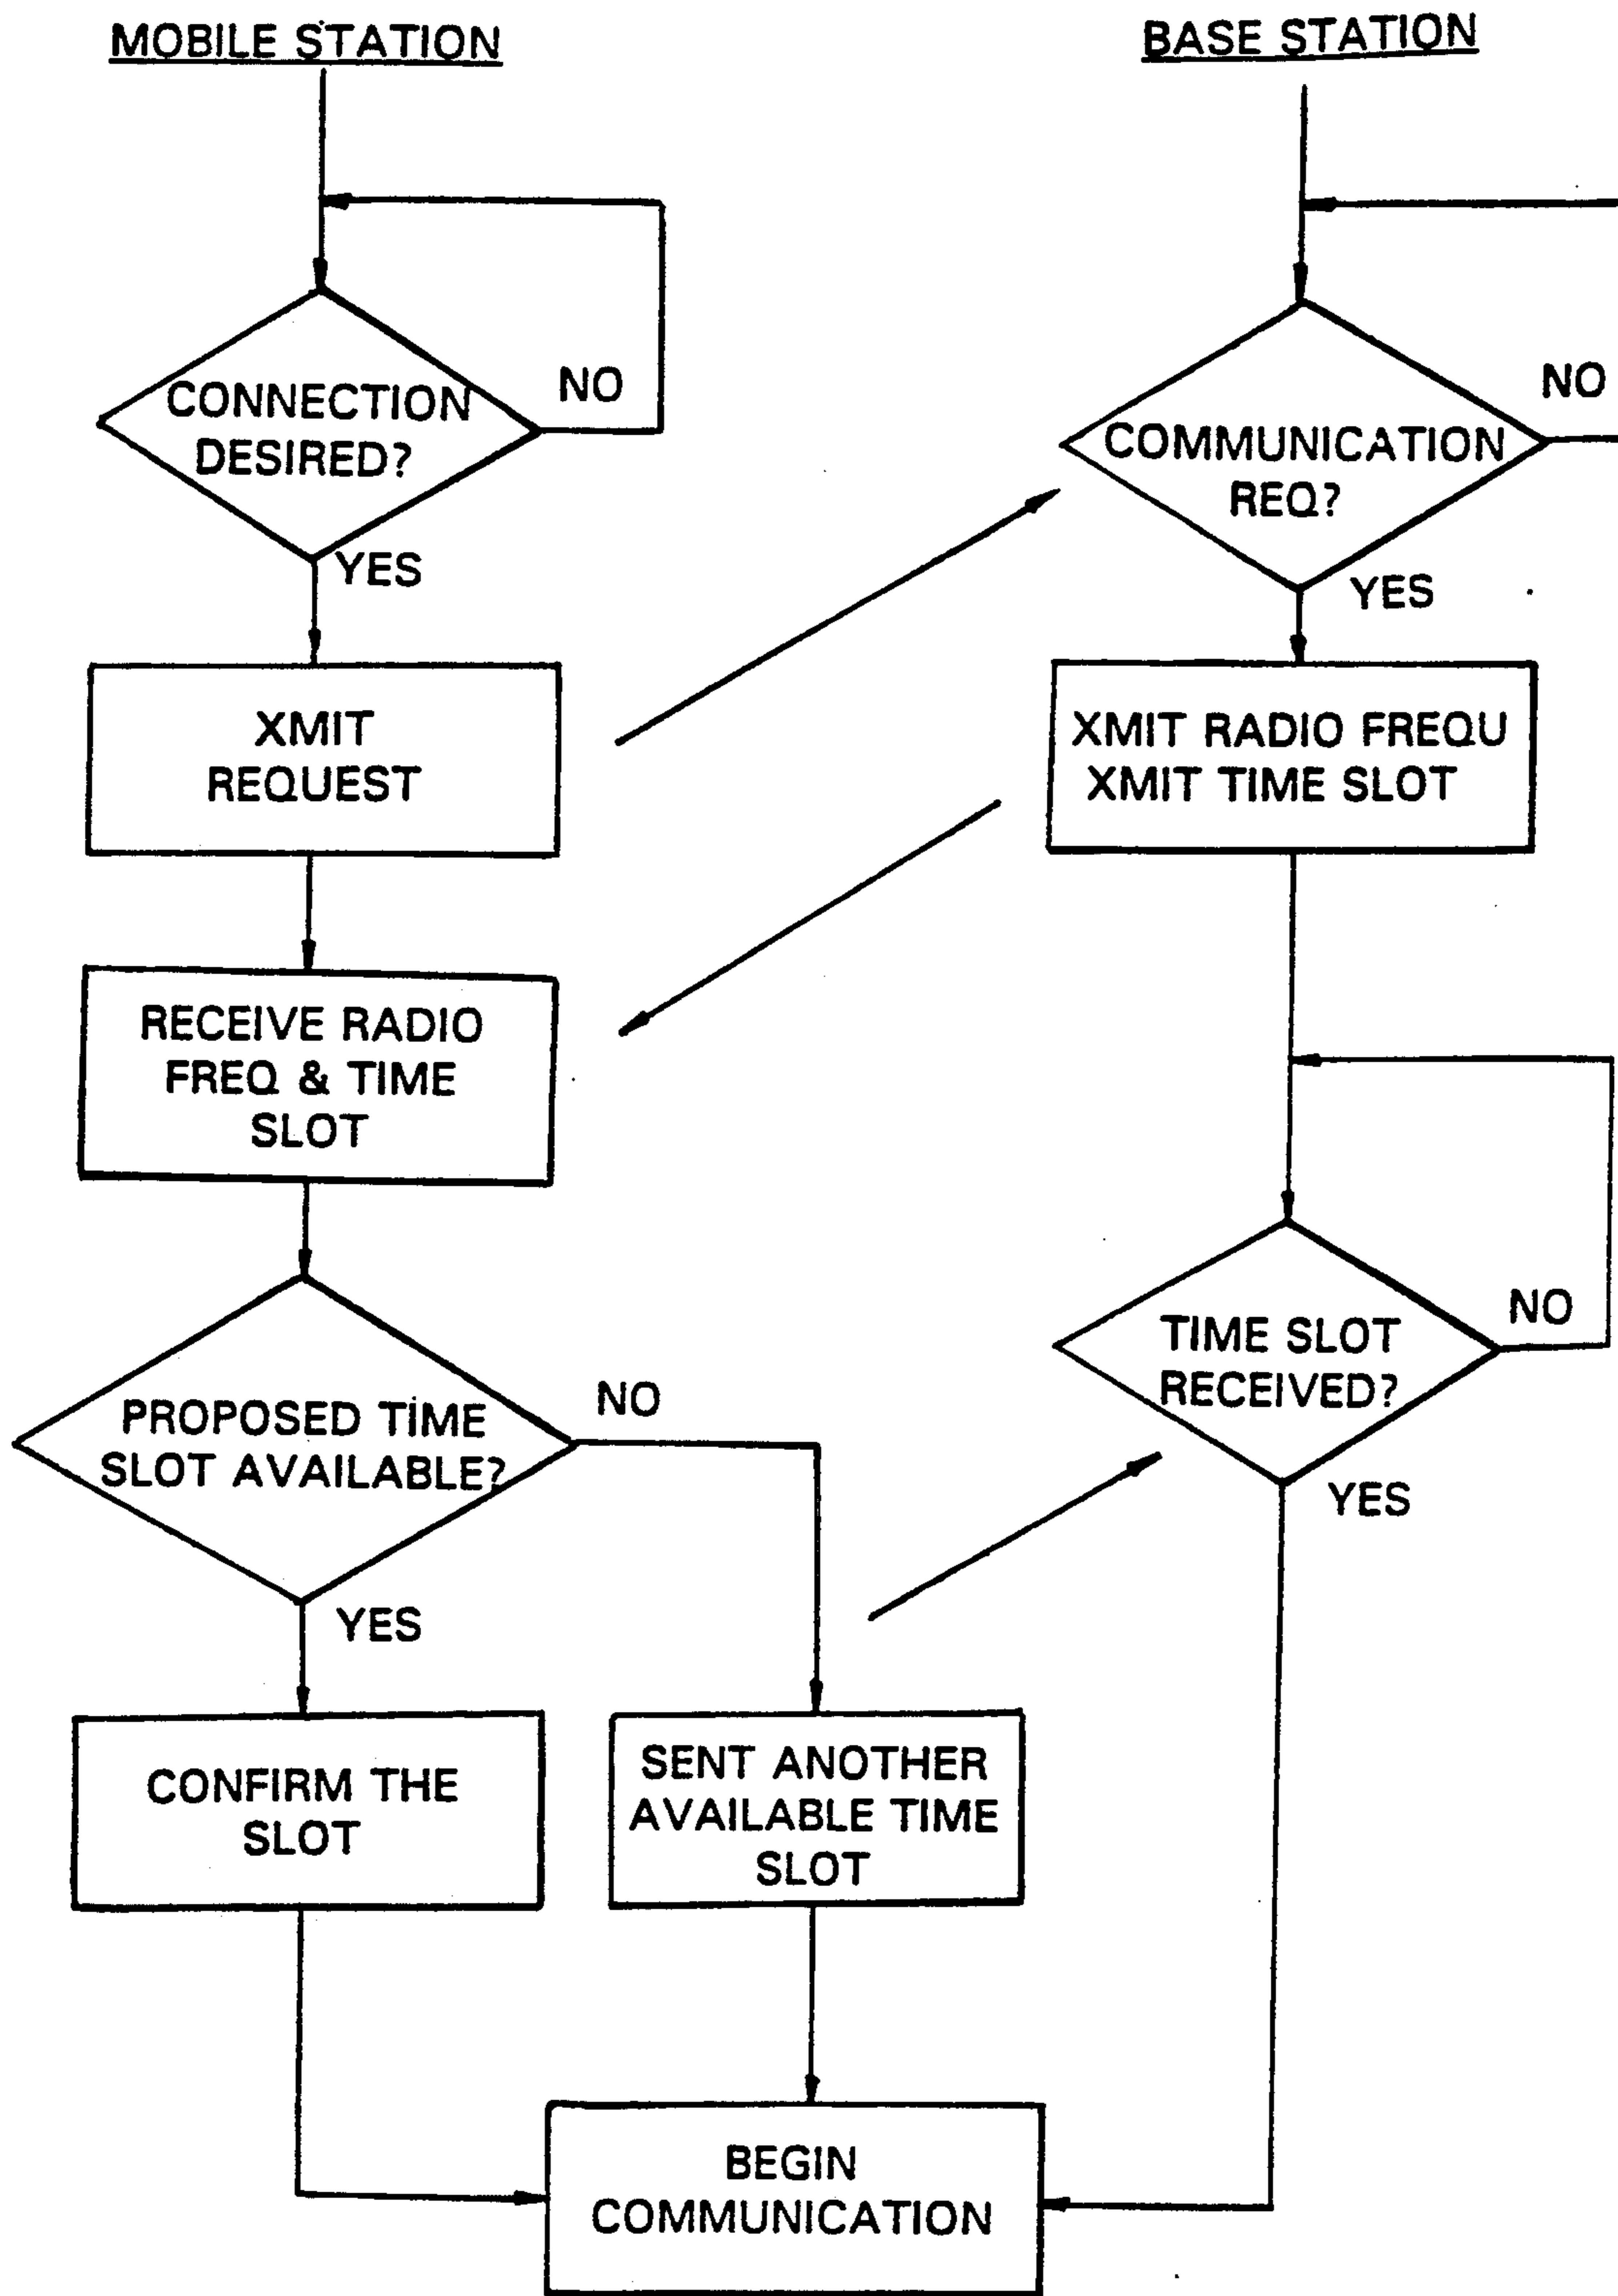 MOBILE STATION
CONNECTION
DESIRED?
NO
YES
XMIT
REQUEST
RECEIVE RADIO
FREQ & TIME
SLOT
PROPOSED TIME
SLOT AVAILABLE?
NO
YES
CONFIRM THE
SLOT
SENT ANOTHER
AVAILABLE TIME
SLOT
BASE STATION
COMMUNICATION
REQ?
NO
YES
XMIT RADIO FREQU
XMIT TIME SLOT
TIME SLOT
RECEIVED?
NO
YES
BEGIN
COMMUNICATION